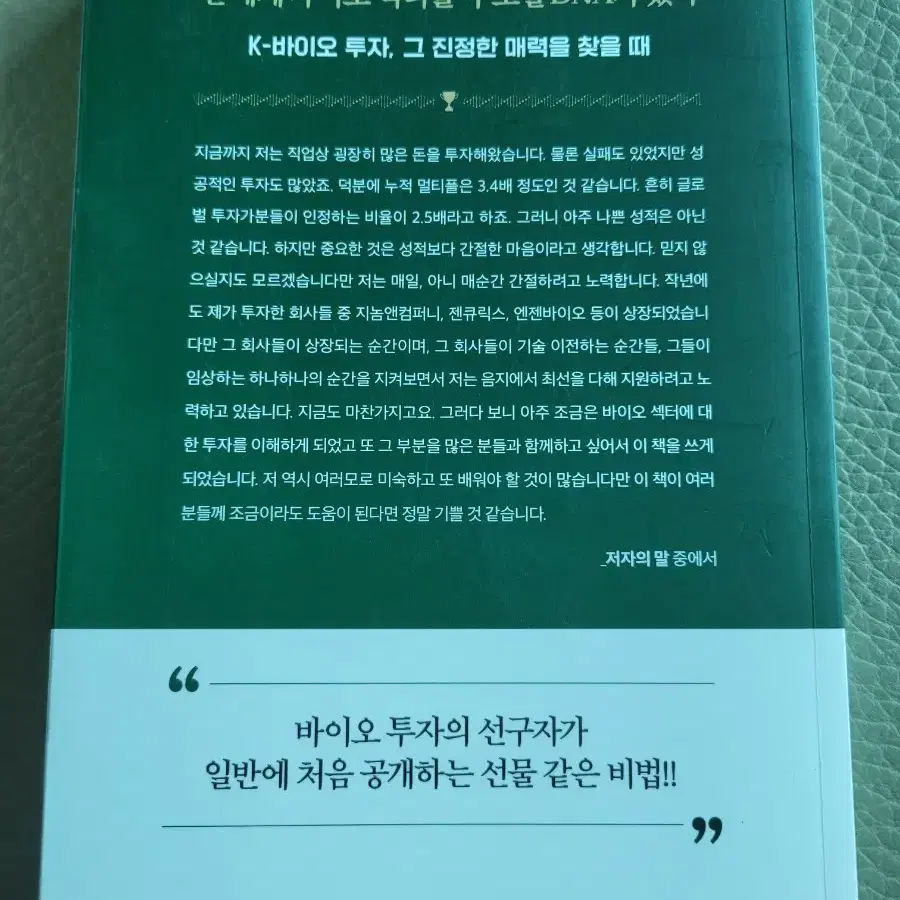 DNA가 있다
K-바이오 투자, 그 진정한 매력을 찾을 때
지금까지 저는 직업상 굉장히 많은 돈을 투자해왔습니다. 물론 실패도 있었지만 성
공적인 투자도 많았죠. 덕분에 누적 멀티플은 3.4배 정도인 것 같습니다. 흔히 글로
벌 투자가분들이 인정하는 비율이 2.5배라고 하죠. 그러니 아주 나쁜 성적은 아닌
것 같습니다. 하지만 중요한 것은 성적보다 간절한 마음이라고 생각합니다. 믿지 않
으실지도 모르겠습니다만 저는 매일, 아니 매순간 간절하려고 노력합니다. 작년에
도 제가 투자한 회사들 중 지놈앤컴퍼니, 젠큐릭스, 엔젠바이오 등이 상장되었습니
다만 그 회사들이 상장되는 순간이며, 그 회사들이 기술 이전하는 순간들, 그들이
임상하는 하나하나의 순간을 지켜보면서 저는 음지에서 최선을 다해 지원하려고 노
력하고 있습니다. 지금도 마찬가지고요. 그러다 보니 아주 조금은 바이오 섹터에 대
한 투자를 이해하게 되었고 또 그 부분을 많은 분들과 함께하고 싶어서 이 책을 쓰게
되었습니다. 저 역시 여러모로 미숙하고 또 배워야 할 것이 많습니다만 이 책이 여러
분들께 조금이라도 도움이 된다면 정말 기쁠 것 같습니다.
_저자의 말 중에서
“
바이오 투자의 선구자가
일반에 처음 공개하는 선물 같은 비법!!
”